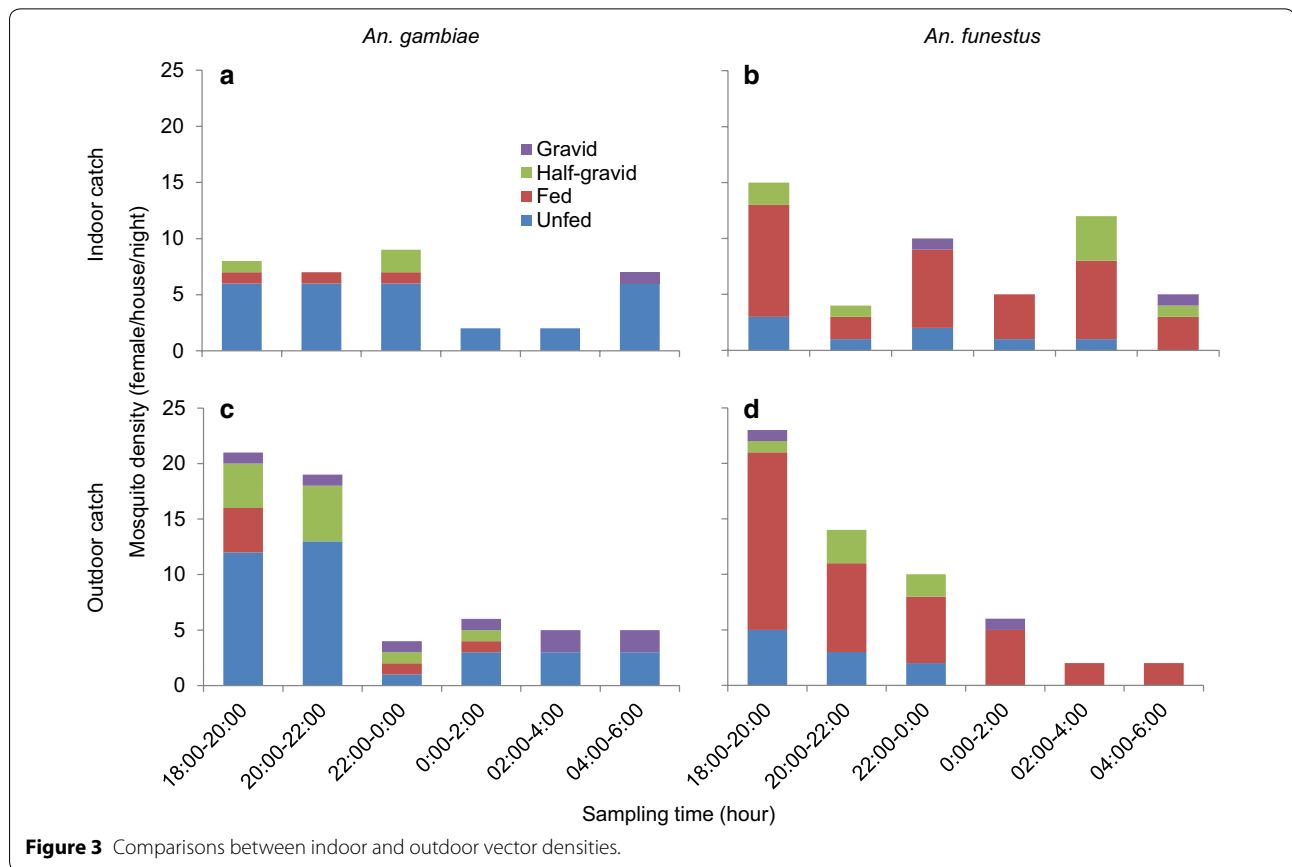 An. gambiae
An. funestus
a
b
25
20
15
10
5
0
Gravid
Half-gravid
Fed
Unfed
Indoor catch
Mosquito density (female/house/night)
c
d
25
20
15
10
5
0
Outdoor catch
18:00-20:00
20:00-22:00
22:00-0:00
0:00-2:00
02:00-4:00
04:00-6:00
18:00-20:00
20:00-22:00
22:00-0:00
0:00-2:00
02:00-4:00
04:00-6:00
Sampling time (hour)
Figure 3 Comparisons between indoor and outdoor vector densities.